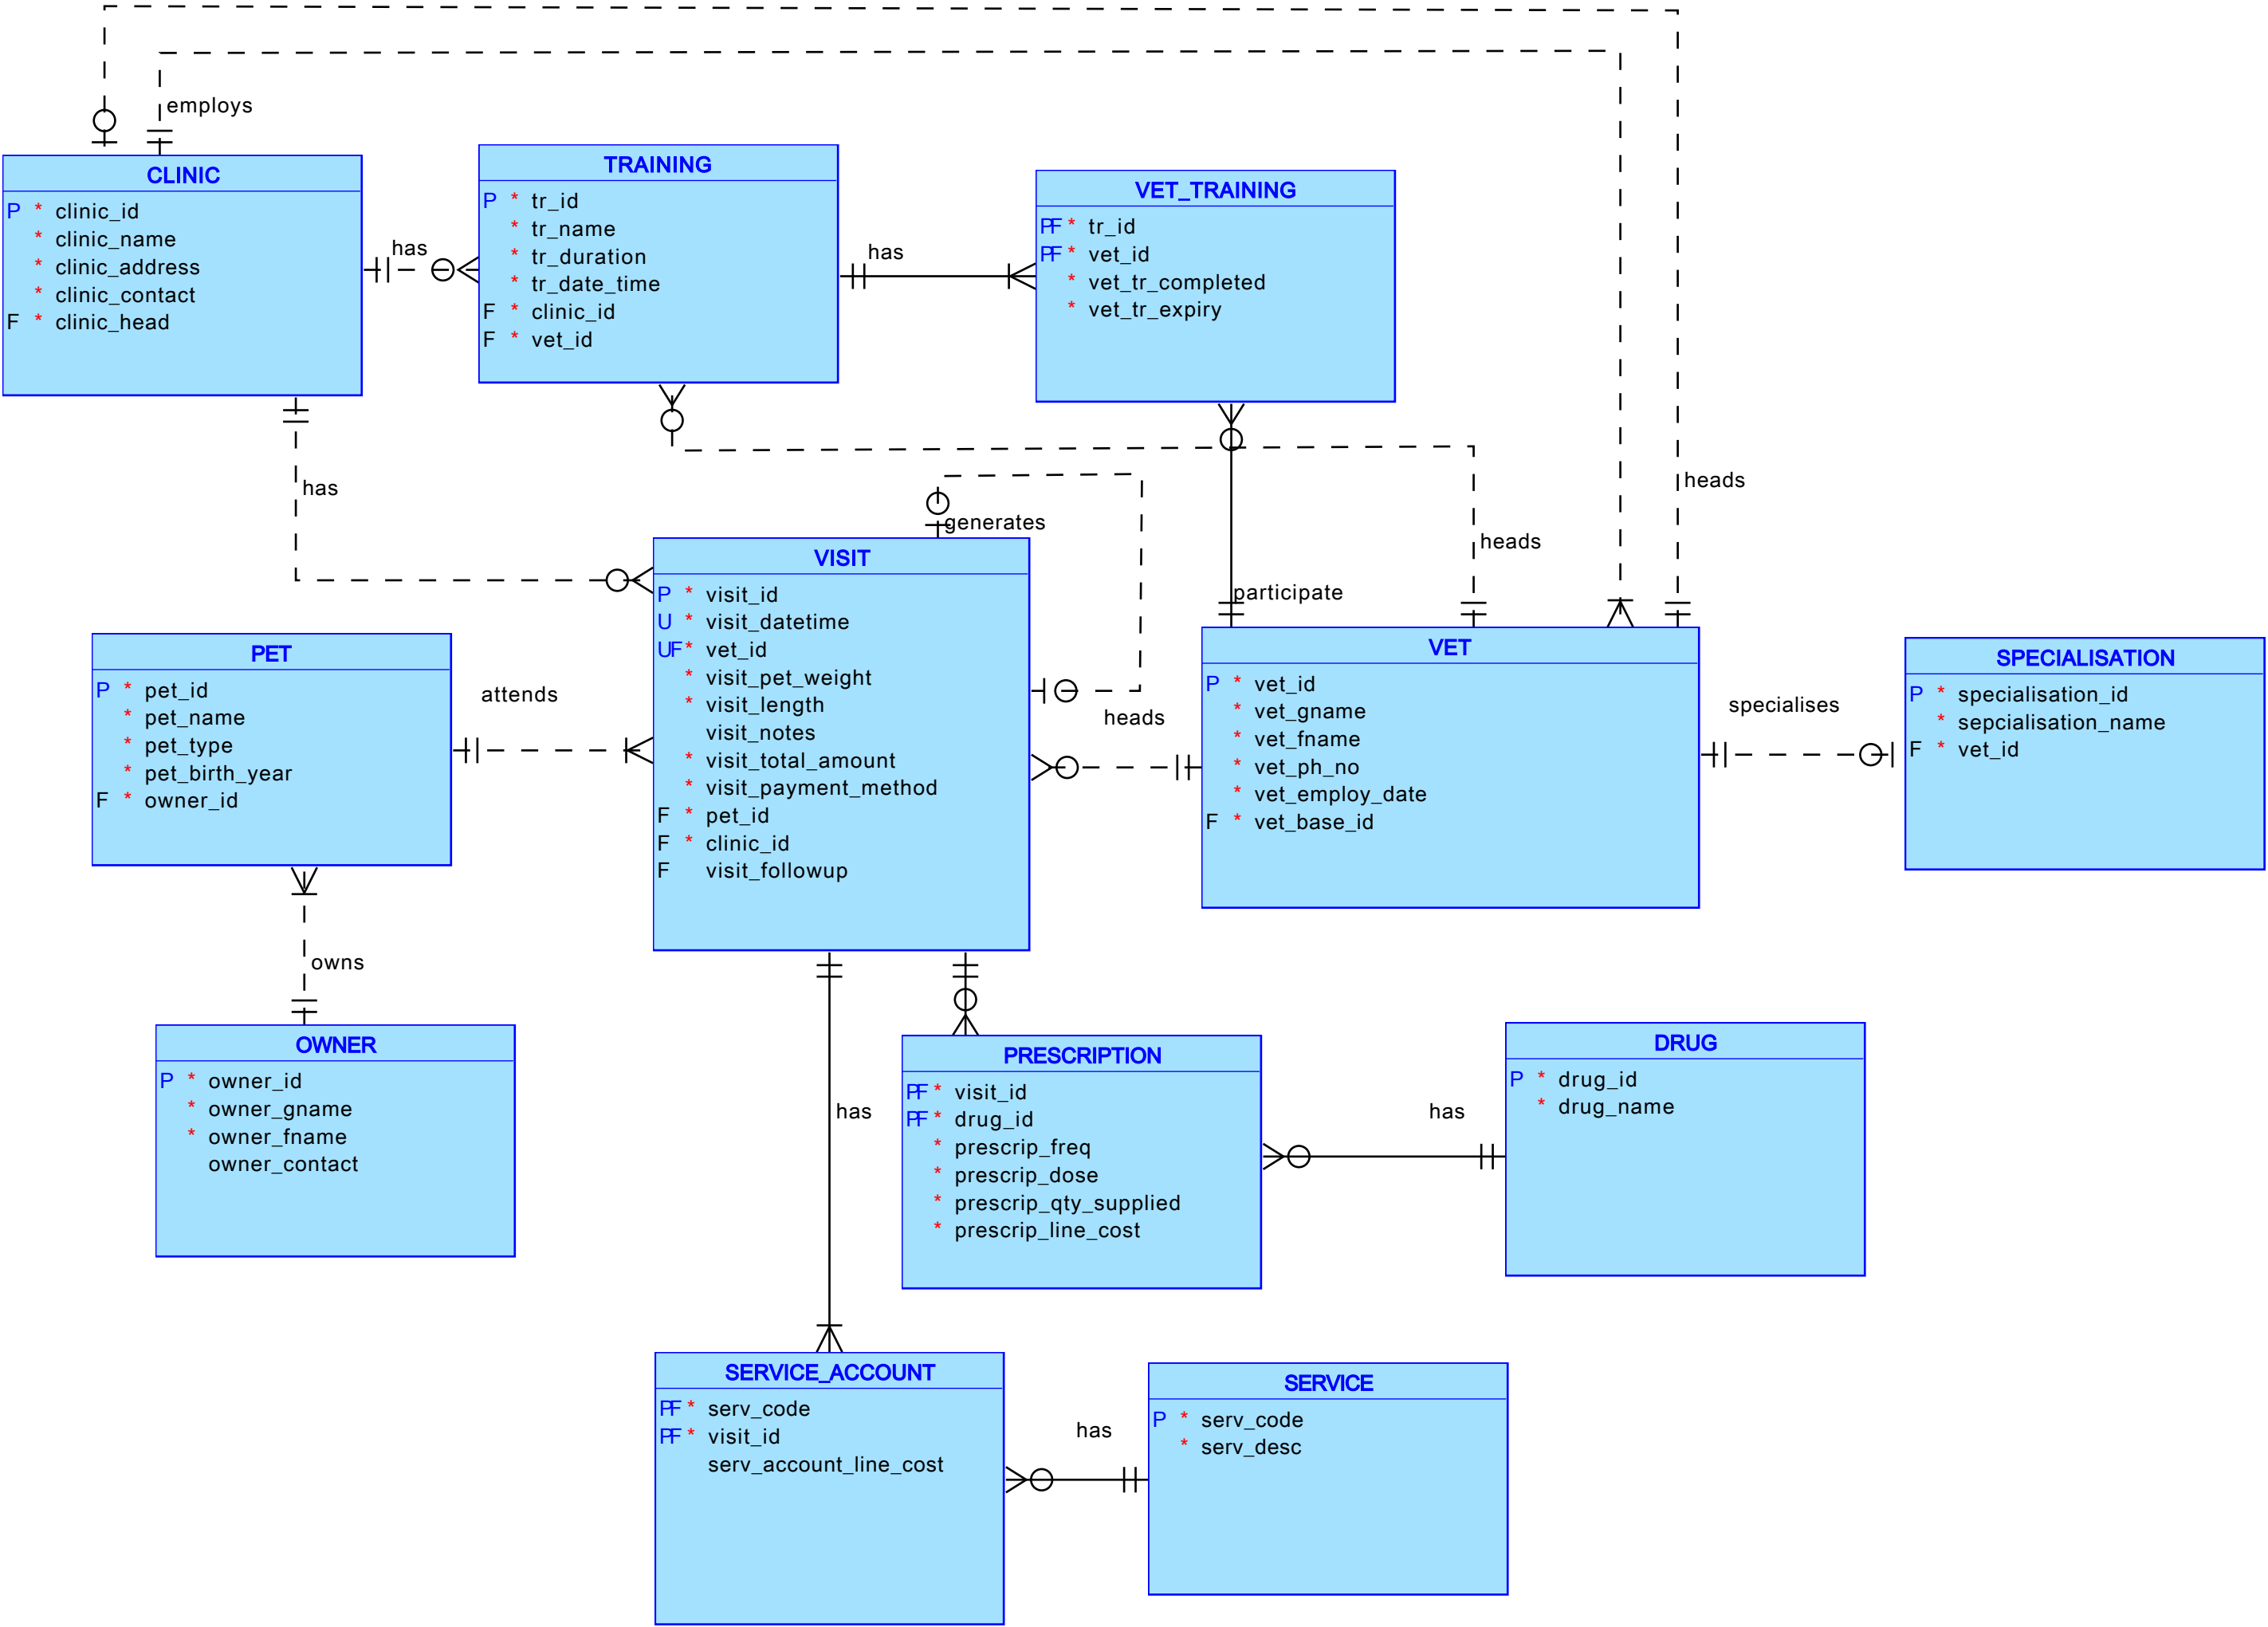 employs
CLINIC
P * clinic_id
* clinic_name
* clinic_address
* clinic_contact
F * clinic_head
has
TRAINING
P * tr_id
* tr_name
* tr_duration
* tr_date_time
F * clinic_id
F * vet_id
has
VET_TRAINING
PF * tr_id
PF * vet_id
* vet_tr_completed
* vet_tr_expiry
has
generates
heads
heads
participate
VISIT
P * visit_id
U * visit_datetime
UF * vet_id
* visit_pet_weight
* visit_length
visit_notes
* visit_total_amount
* visit_payment_method
F * pet_id
F * clinic_id
F visit_followup
PET
P * pet_id
* pet_name
* pet_type
* pet_birth_year
F * owner_id
attends
heads
VET
P * vet_id
* vet_gname
* vet_fname
* vet_ph_no
* vet_employ_date
F * vet_base_id
specialises
SPECIALISATION
P * specialisation_id
* sepcialisation_name
F * vet_id
owns
OWNER
P * owner_id
* owner_gname
* owner_fname
owner_contact
has
PRESCRIPTION
PF * visit_id
PF * drug_id
* prescrip_freq
* prescrip_dose
* prescrip_qty_supplied
* prescrip_line_cost
has
DRUG
P * drug_id
* drug_name
SERVICE_ACCOUNT
PF * serv_code
PF * visit_id
serv_account_line_cost
has
SERVICE
P * serv_code
* serv_desc